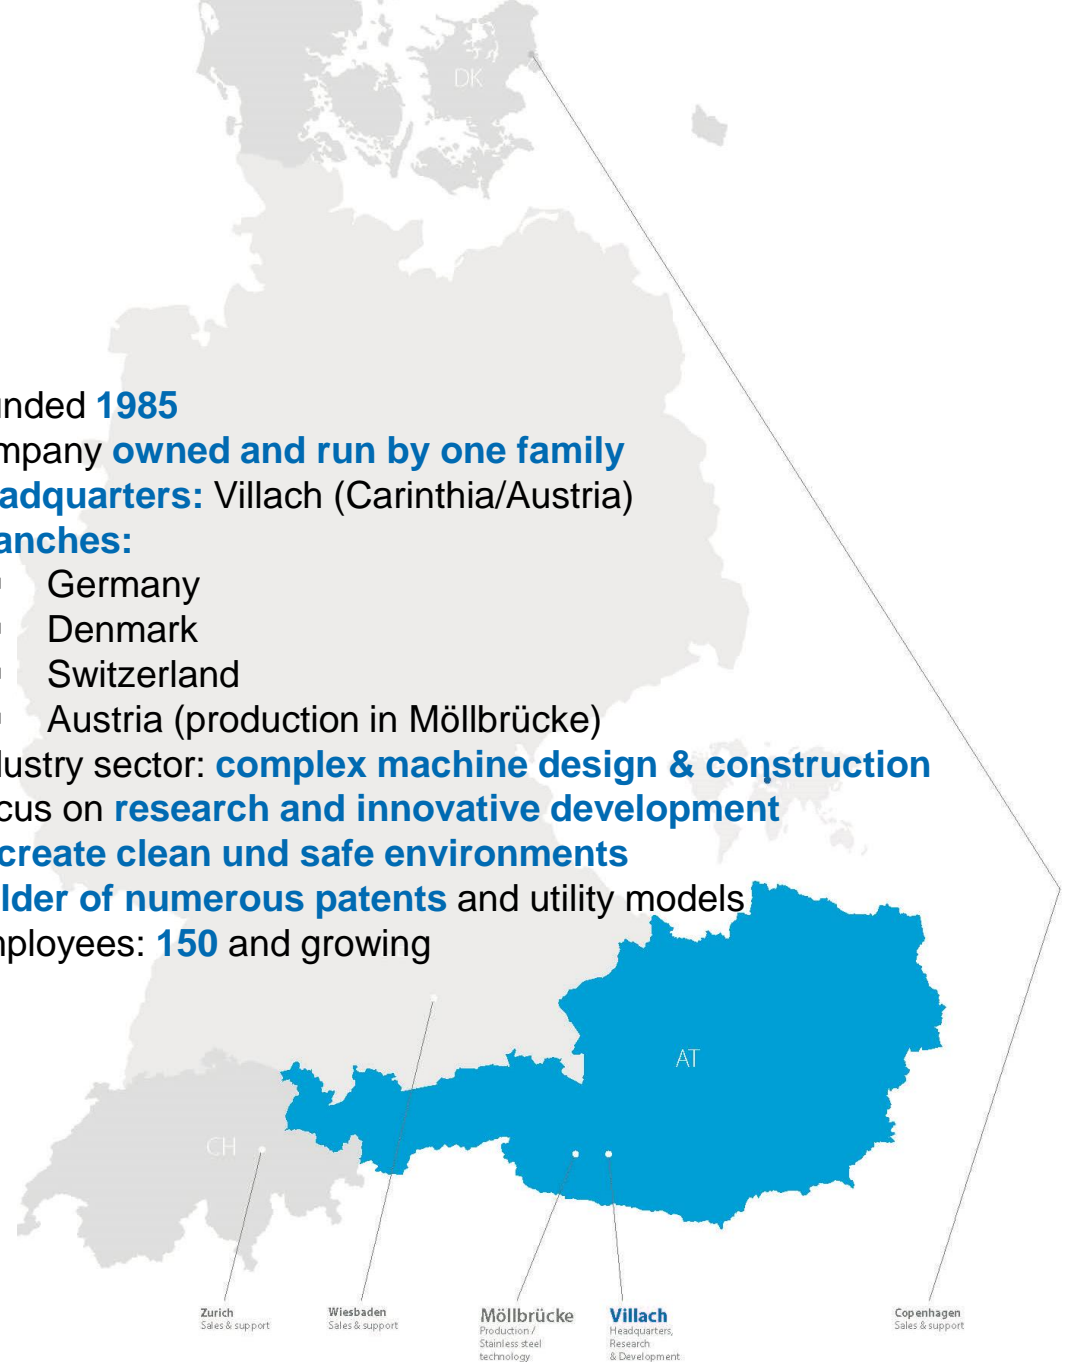 DK
unded 1985
mpany owned and run by one family
adquarters: Villach (Carinthia/Austria)
anches:
Germany
Denmark
Switzerland
Austria (production in Möllbrücke)
dustry sector: complex machine design & construction
cus on research and innovative development
create clean und safe environments
lder of numerous patents and utility models
mployees: 150 and growing
AT
CH
Zurich
Sales & support
Wiesbaden
Sales & support
Möllbrücke
Production /
Stainless steel
technology
Villach
Headquarters,
Research
& Development
Copenhagen
Sales & support